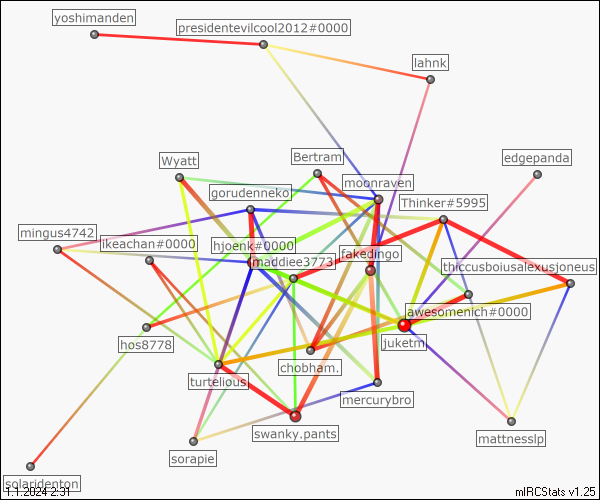 yoshimanden
presidentevilcool2012#0000
lahnk
Wyatt
Bertram
edgepanda
moonraven
gorudenneko
Thinker#5995
mingus4742
ikeachan#0000
hjoenk#0000
fakedingo
maddiee3773
thiccusboiusalexusjoneus
awesomenich#0000
hos8778
juketm
chobham.
turtelious
mercurybro
swanky.pants
mattnesslp
sorapie
solaridenton
1.1.2024 2:31
mIRCStats v1.25